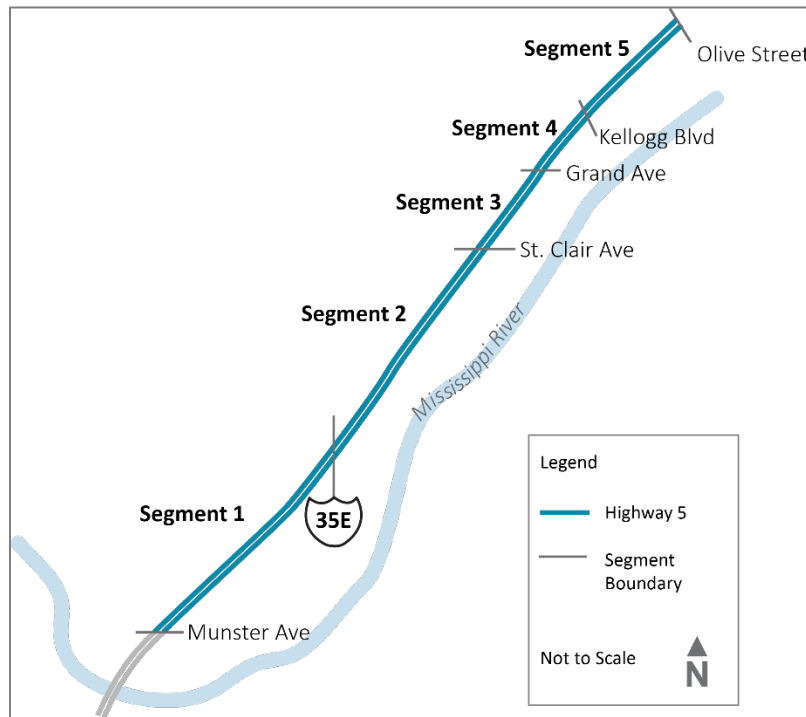 Segment 5
Olive Street
Segment 4
Kellogg Blvd
Grand Ave
Segment 3
St. Clair Ave
Segment 2
Mississippi River
Segment 1
35E
Munster Ave
Legend
Highway 5
Segment
Boundary
Not to Scale
N